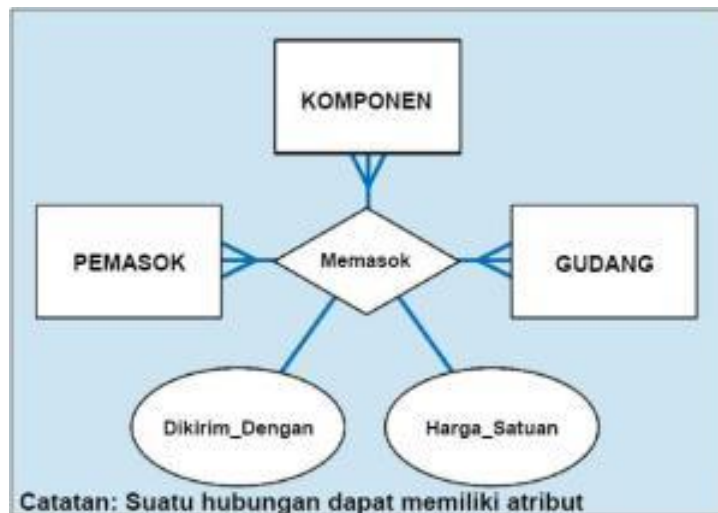 KOMPONEN
PEMASOK
Memasok
GUDANG
Dikirim_Dengan
Harga_Satuan
Catatan: Suatu hubungan dapat memiliki atribut